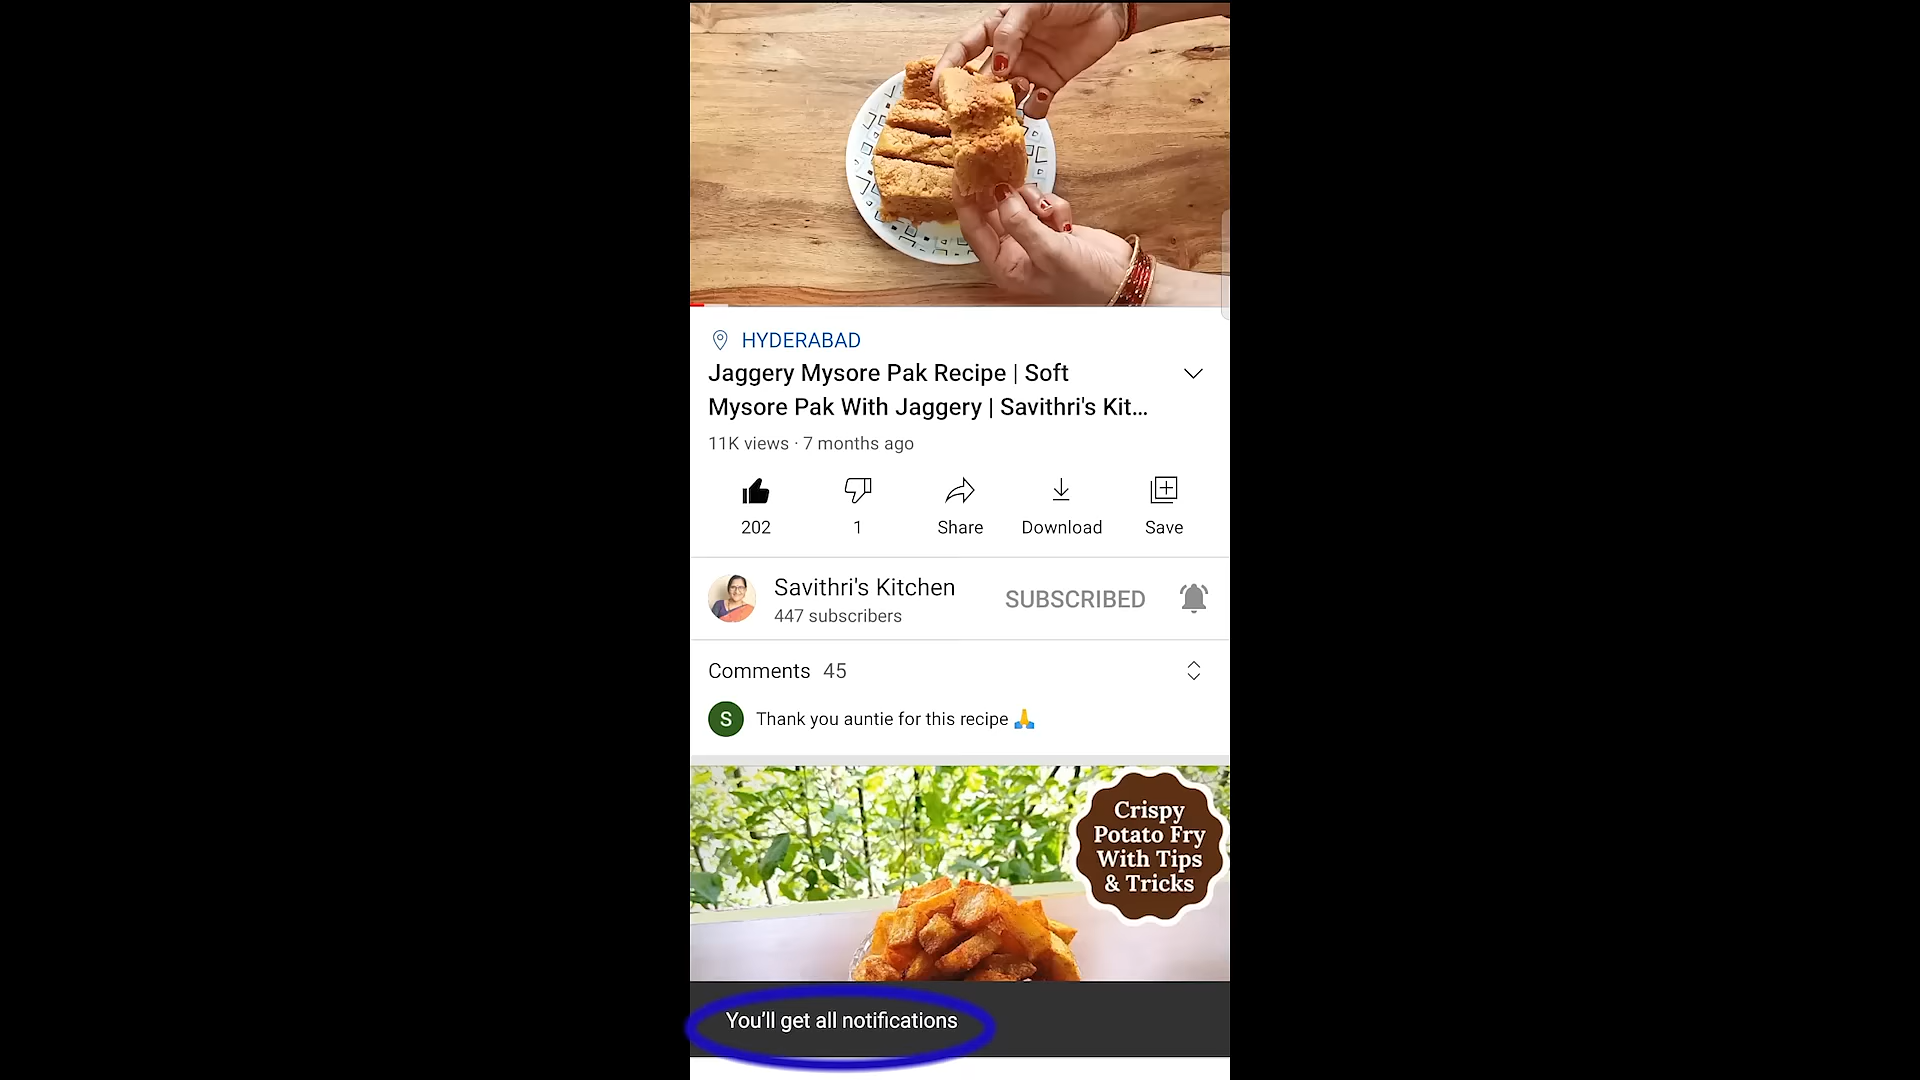 HYDERABAD
Jaggery Mysore Pak Recipe | Soft
Mysore Pak With Jaggery | Savithri's Kit...
11K views · 7 months ago
202
1
Share
Download
Save
Savithri's Kitchen
447 subscribers
SUBSCRIBED
Comments 45
S
Thank you auntie for this recipe 🙏
Crispy
Potato Fry
With Tips
& Tricks
You'll get all notifications